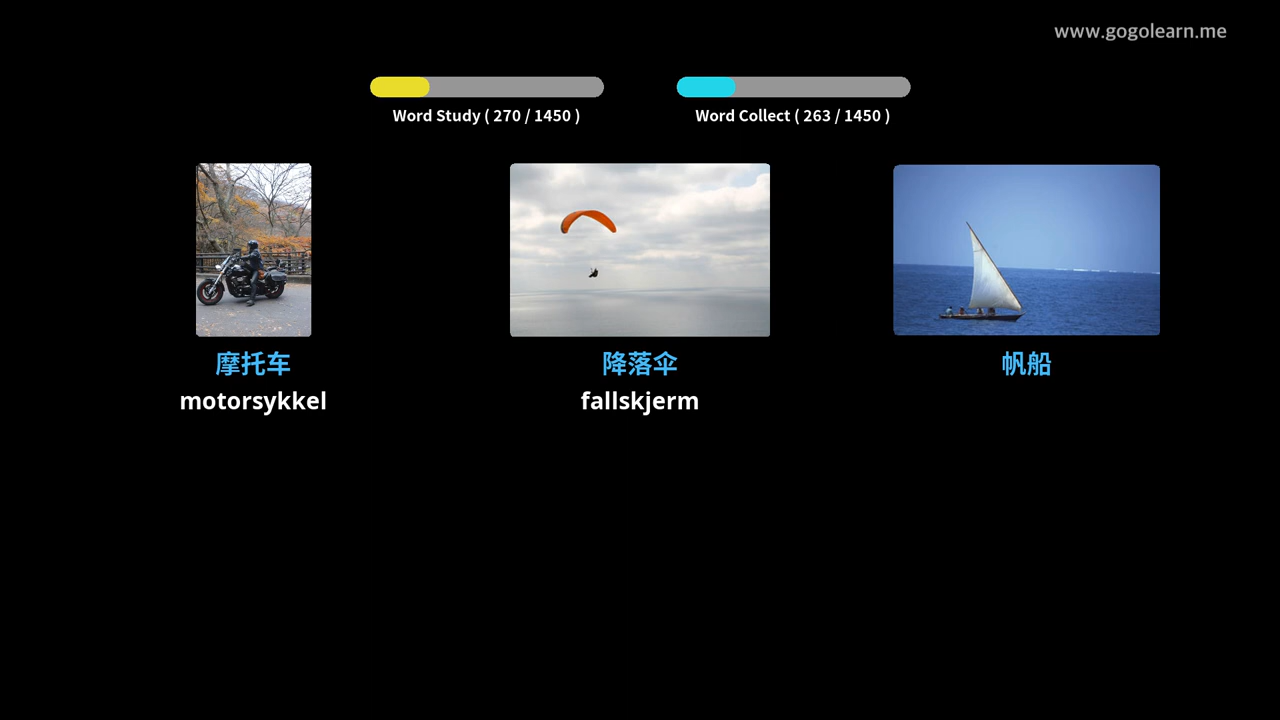 www.gogolearn.me
Word Study ( 270 / 1450 )
Word Collect ( 263 / 1450 )
摩托车
降落伞
帆船
motorsykkel
fallskjerm